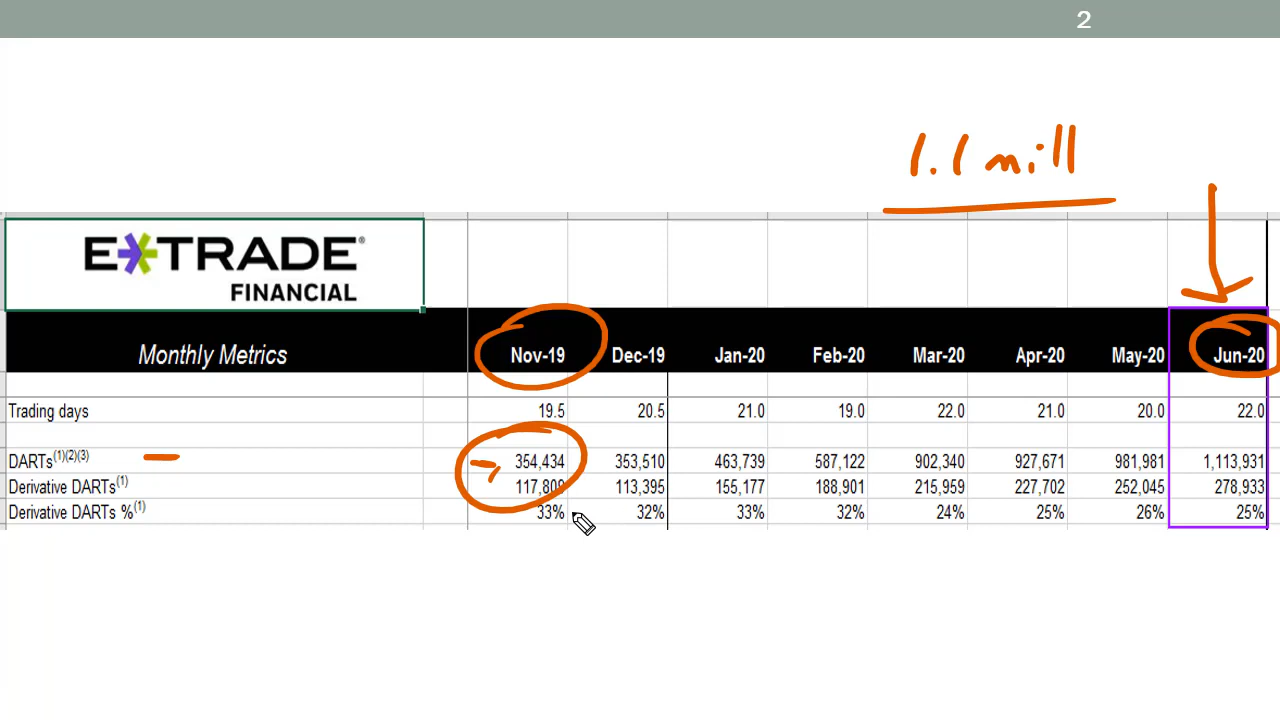 2
1.1 mill
E*TRADE®
FINANCIAL
Monthly Metrics Nov-19 Dec-19 Jan-20 Feb-20 Mar-20 Apr-20 May-20 Jun-20
Trading days 19.5 20.5 21.0 19.0 22.0 21.0 20.0 22.0
DARTs(1)(2)(3) 354,434 353,510 463,739 587,122 902,340 927,671 981,981 1,113,931
Derivative DARTs(1) 117,809 113,395 155,177 188,901 215,959 227,702 252,045 278,933
Derivative DARTs %(1) 33% 32% 33% 32% 24% 25% 26% 25%